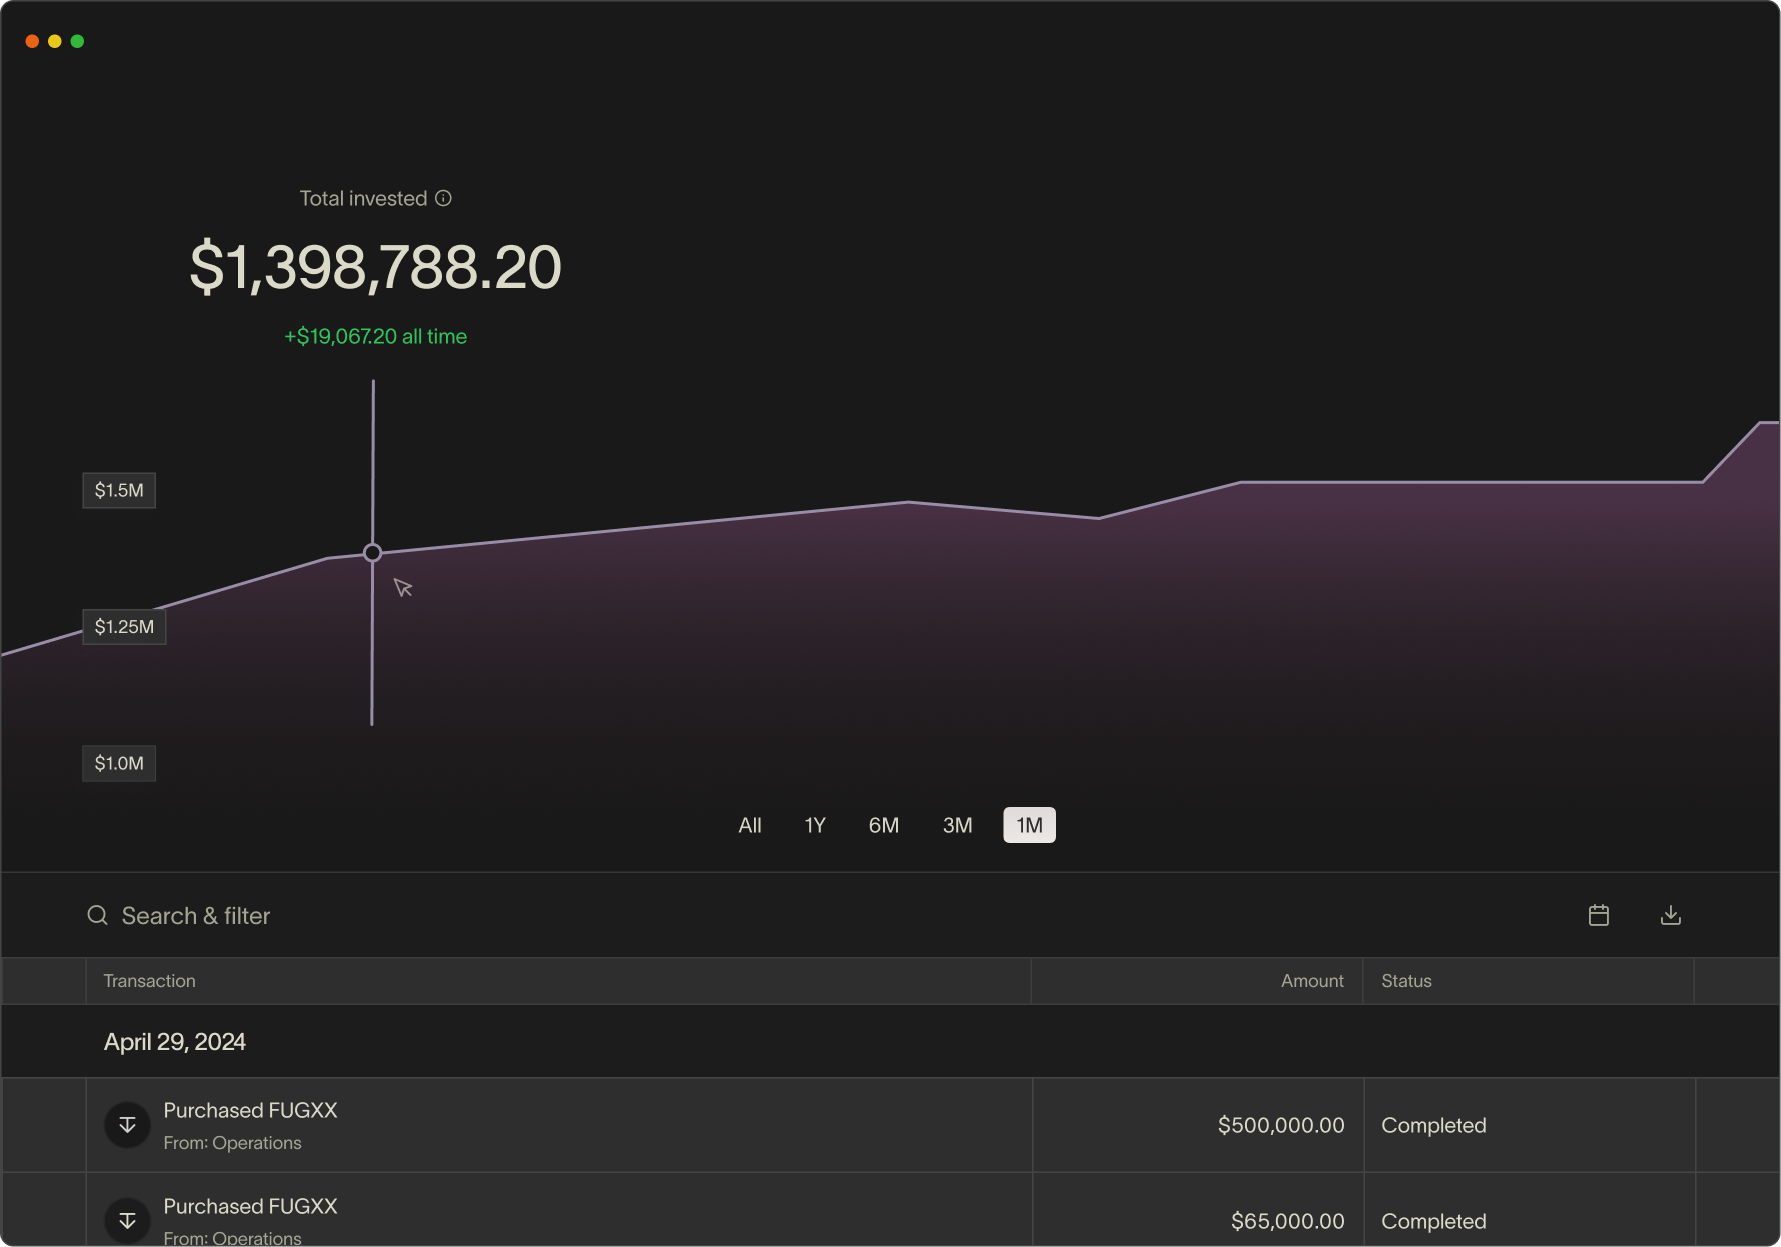 Total invested
$1,398,788.20
+$19,067.20 all time
$1.5M
$1.25M
$1.0M
All 1Y 6M 3M 1M
Search & filter
Transaction Amount Status
April 29, 2024
Purchased FUGXX
From: Operations
$500,000.00 Completed
Purchased FUGXX
From: Operations
$65,000.00 Completed